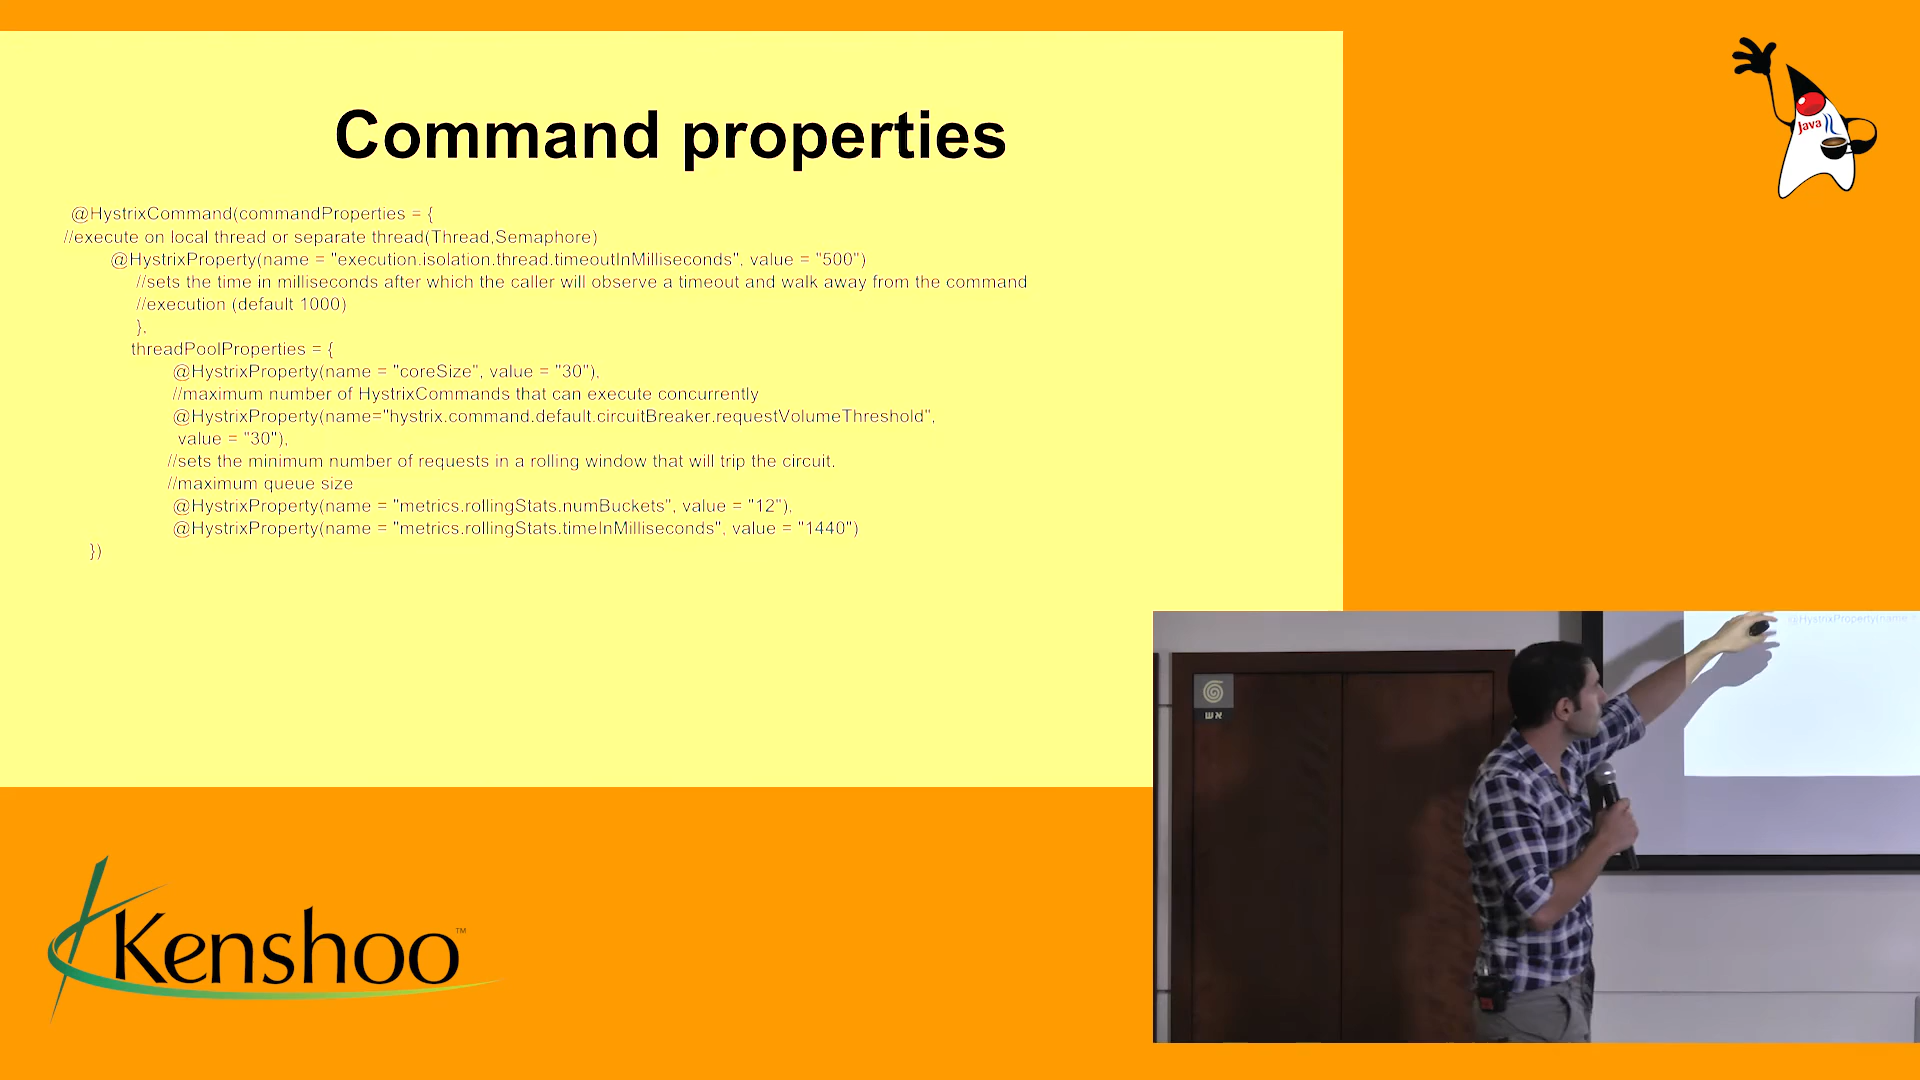 Command properties
@HystrixCommand(commandProperties = {
//execute on local thread or separate thread(Thread,Semaphore)
@HystrixProperty(name = "execution.isolation.thread.timeoutInMilliseconds", value = "500")
//sets the time in milliseconds after which the caller will observe a timeout and walk away from the command
//execution (default 1000)
},
threadPoolProperties = {
@HystrixProperty(name = "coreSize", value = "30"),
//maximum number of HystrixCommands that can execute concurrently
@HystrixProperty(name="hystrix.command.default.circuitBreaker.requestVolumeThreshold",
value = "30"),
//sets the minimum number of requests in a rolling window that will trip the circuit.
//maximum queue size
@HystrixProperty(name = "metrics.rollingStats.numBuckets", value = "12"),
@HystrixProperty(name = "metrics.rollingStats.timeInMilliseconds", value = "1440")
})
Java
@HystrixProperty(name =
אש
Kenshoo™